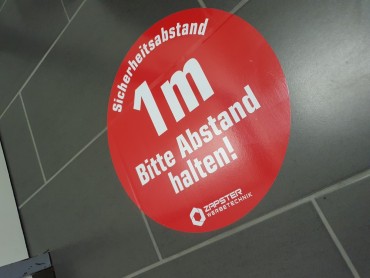 Sicherheitsabstand
1m
Bitte Abstand
halten!
ZAPSTER
WERBETECHNIK